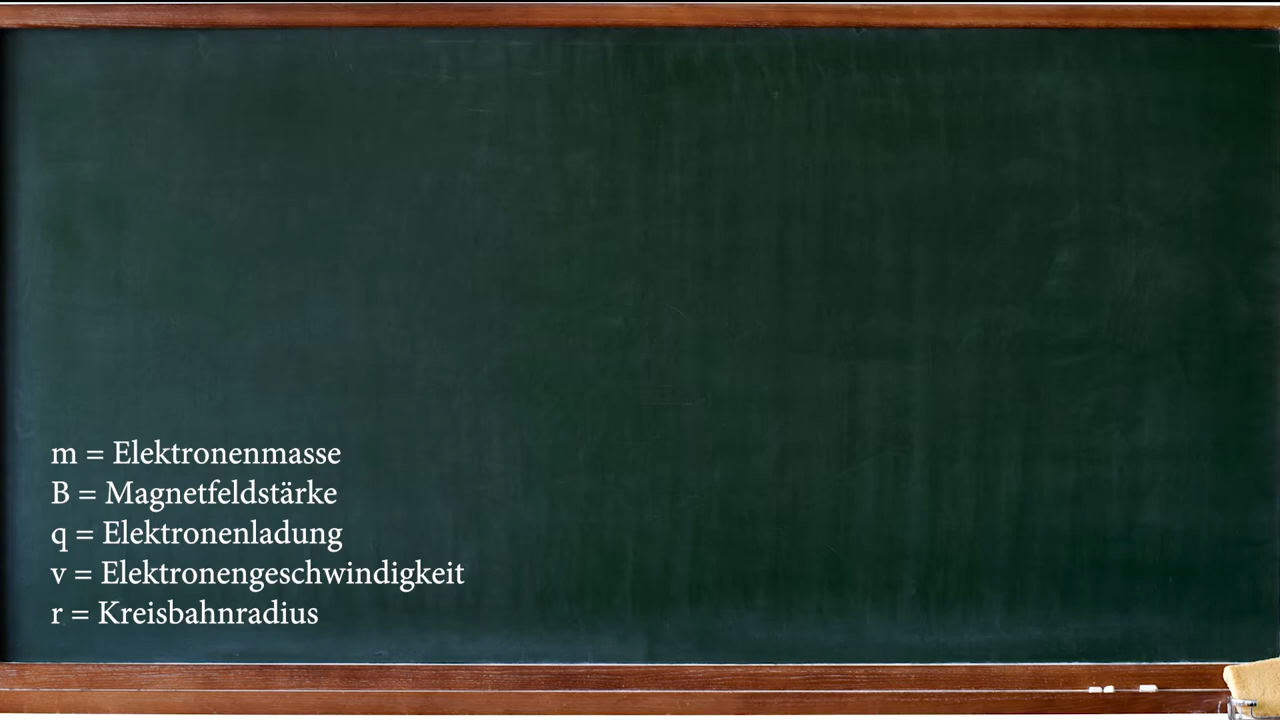 m = Elektronenmasse
B = Magnetfeldstärke
q = Elektronenladung
v = Elektronengeschwindigkeit
r = Kreisbahnradius